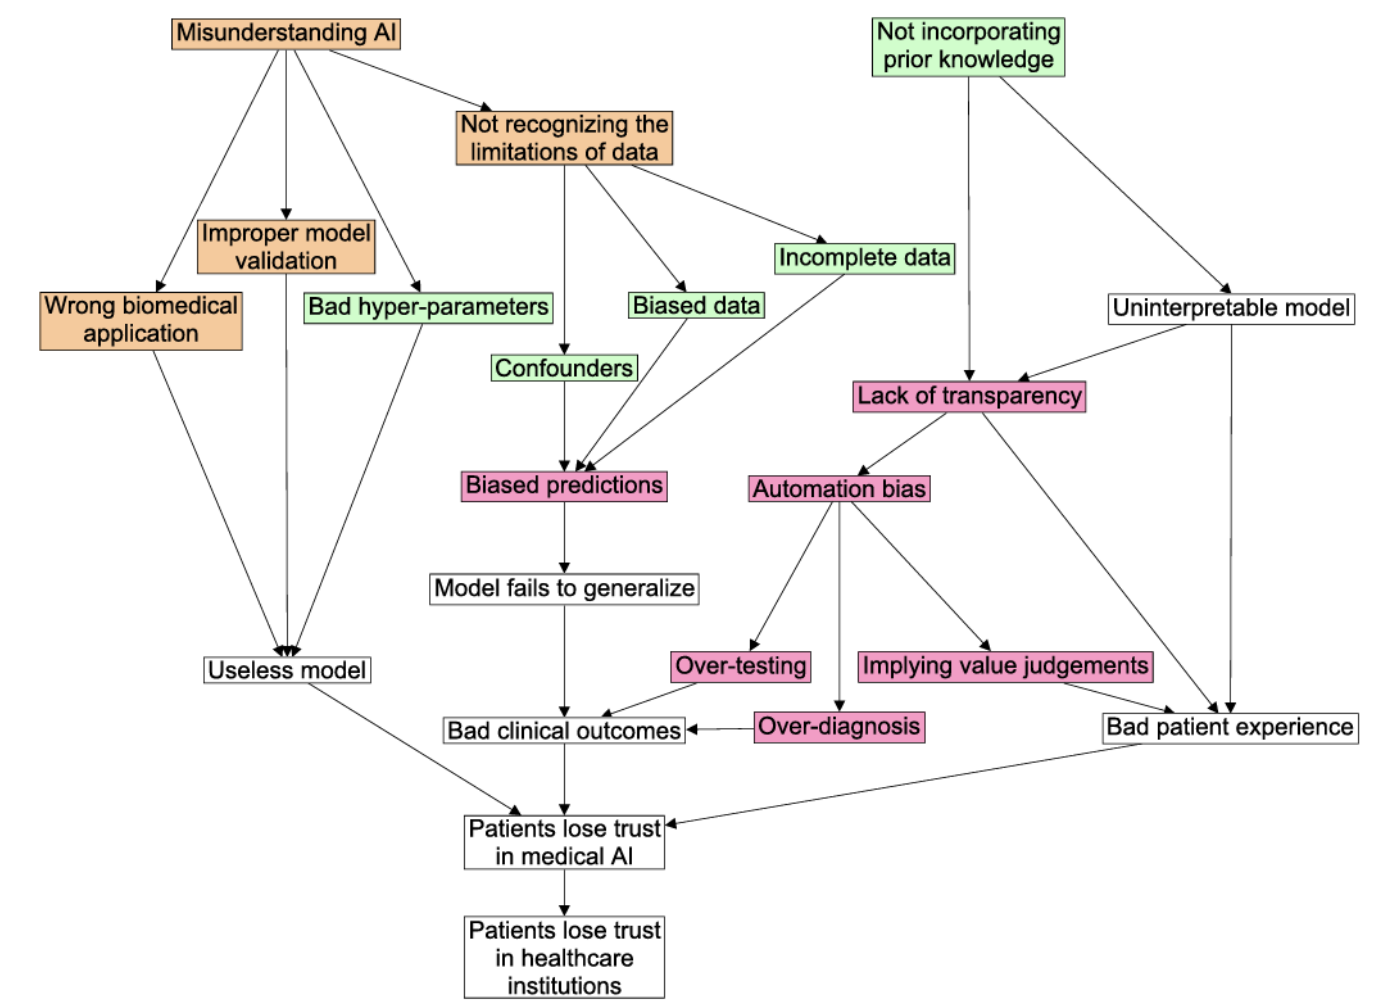 Misunderstanding AI
Not incorporating
prior knowledge
Not recognizing the
limitations of data
Improper model
validation
Incomplete data
Wrong biomedical
application
Bad hyper-parameters
Biased data
Uninterpretable model
Confounders
Lack of transparency
Biased predictions
Automation bias
Model fails to generalize
Useless model
Over-testing
Implying value judgements
Bad clinical outcomes
Over-diagnosis
Bad patient experience
Patients lose trust
in medical AI
Patients lose trust
in healthcare
institutions